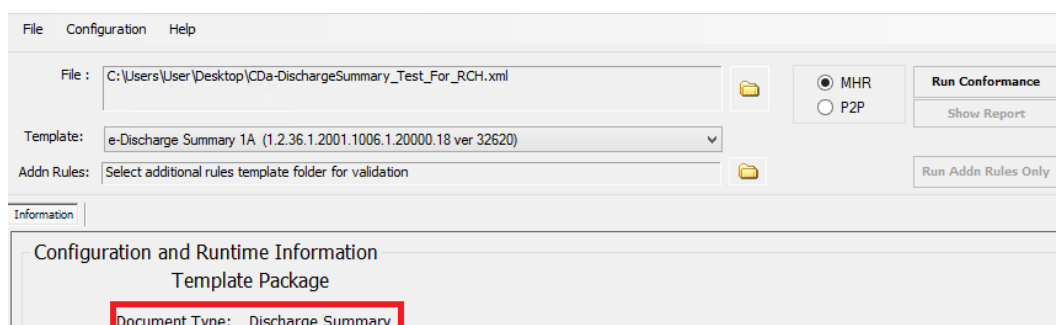 File Configuration Help
File : C:\Users\User\Desktop\CDa-DischargeSummary_Test_For_RCH.xml
MHR
Run Conformance
P2P
Show Report
Template: e-Discharge Summary 1A (1.2.36.1.2001.1006.1.20000.18 ver 32620)
Addn Rules: Select additional rules template folder for validation
Run Addn Rules Only
Information
Configuration and Runtime Information
Template Package
Document Type: Discharge Summary